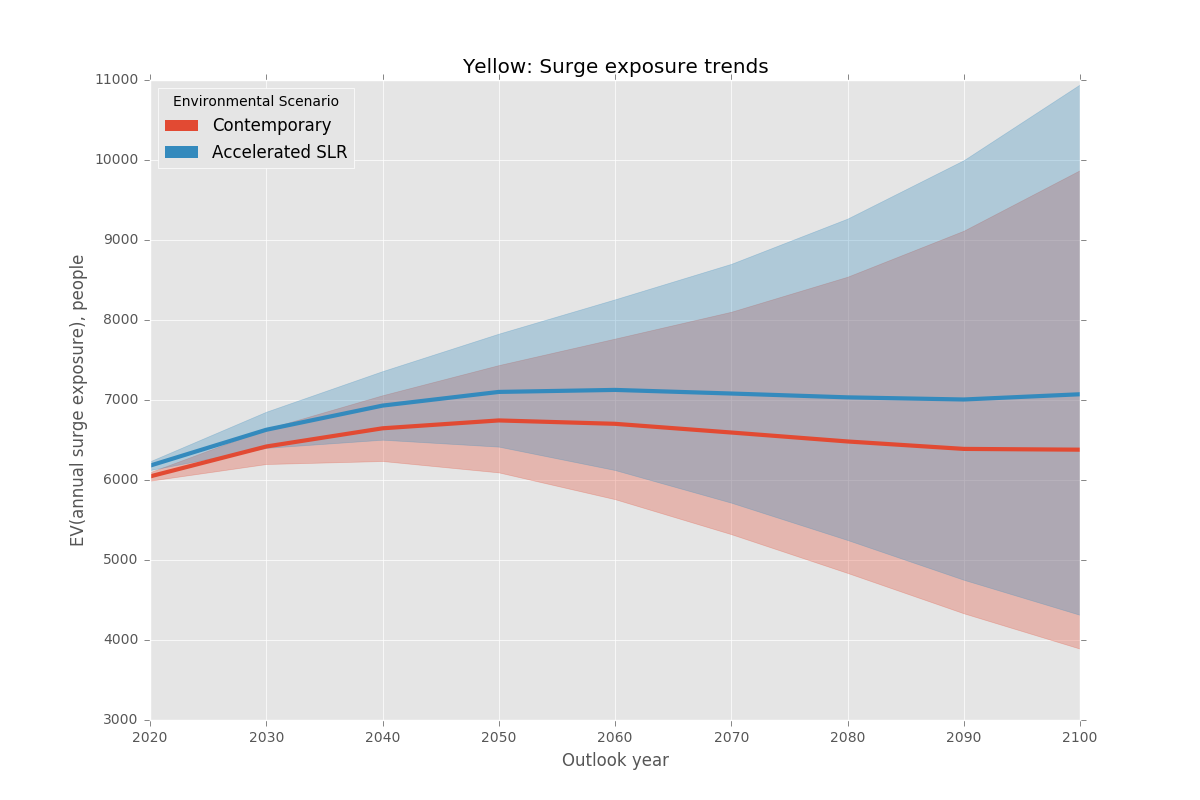 Yellow: Surge exposure trends
Environmental Scenario
Contemporary
Accelerated SLR
EV(annual surge exposure), people
11000
10000
9000
8000
7000
6000
5000
4000
3000
2020 2030 2040 2050 2060 2070 2080 2090 2100
Outlook year